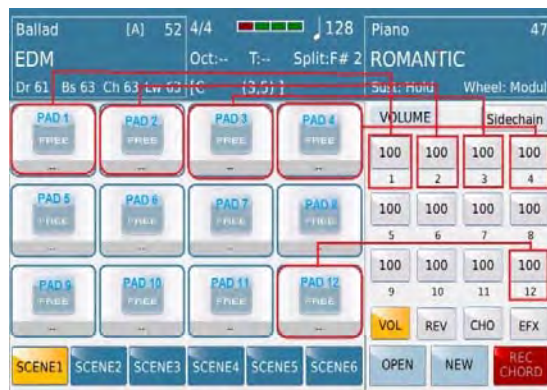 Ballad [A] 52 4/4 128 Piano 47
EDM Oct:-- T:-- Split:F# 2 ROMANTIC
Dr 61 Bs 63 Ch 63 Lw 63 [C (3,5) ] Sust: Hold Wheel: Modul
PAD 1 PAD 2 PAD 3 PAD 4 VOLUME Sidechain
FREE FREE FREE FREE 100 100 100 100
-- -- -- -- 1 2 3 4
PAD 5 PAD 6 PAD 7 PAD 8 100 100 100 100
FREE FREE FREE FREE 5 6 7 8
-- -- -- --
PAD 9 PAD 10 PAD 11 PAD 12 100 100 100 100
FREE FREE FREE FREE 9 10 11 12
-- -- -- -- VOL REV CHO EFX
SCENE1 SCENE2 SCENE3 SCENE4 SCENE5 SCENE6 OPEN NEW REC CHORD